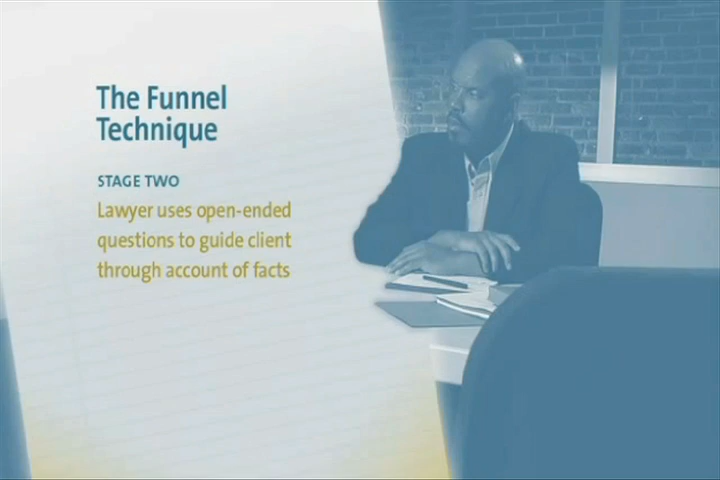 The Funnel
Technique
STAGE TWO
Lawyer uses open-ended
questions to guide client
through account of facts